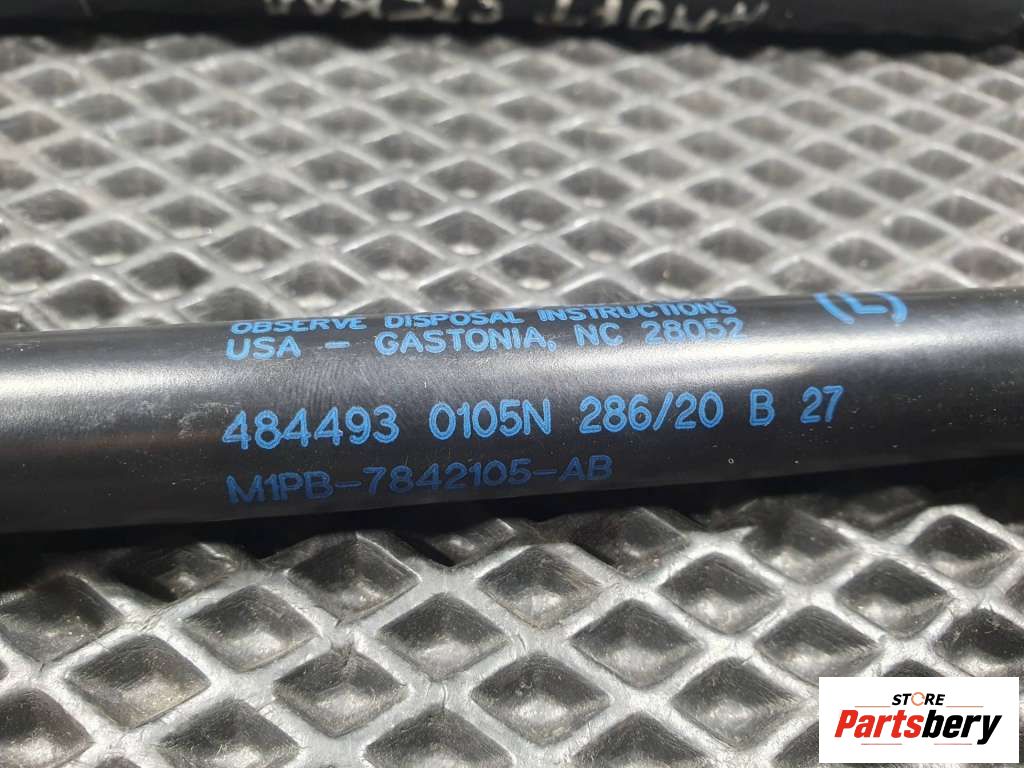 OBSERVE DISPOSAL INSTRUCTIONS
USA - GASTONIA, NC 28052
(L)
484493 0105N 286/20 B 27
M1PB-7842105-AB
STORE
Partsbery